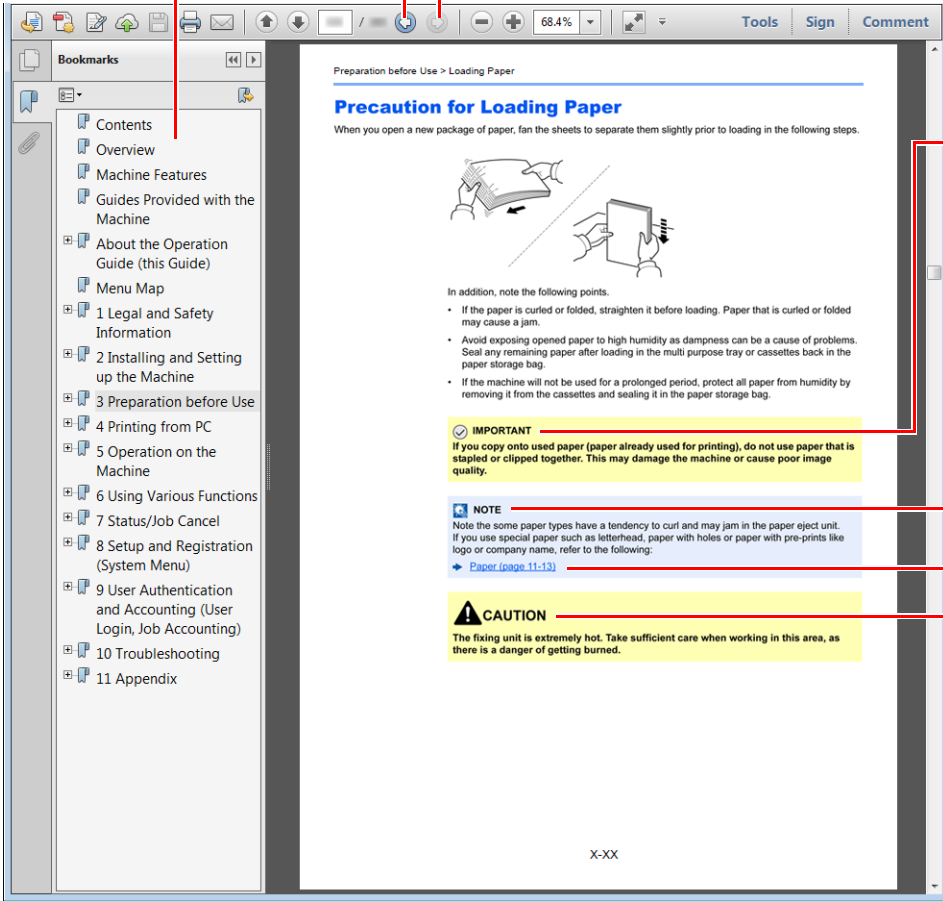 68.4%
Tools
Sign
Comment
Bookmarks
Contents
Overview
Machine Features
Guides Provided with the
Machine
About the Operation
Guide (this Guide)
Menu Map
1 Legal and Safety
Information
2 Installing and Setting
up the Machine
3 Preparation before Use
4 Printing from PC
5 Operation on the
Machine
6 Using Various Functions
7 Status/Job Cancel
8 Setup and Registration
(System Menu)
9 User Authentication
and Accounting (User
Login, Job Accounting)
10 Troubleshooting
11 Appendix
Preparation before Use > Loading Paper
Precaution for Loading Paper
When you open a new package of paper, fan the sheets to separate them slightly prior to loading in the following steps.
In addition, note the following points.
• If the paper is curled or folded, straighten it before loading. Paper that is curled or folded
may cause a jam.
• Avoid exposing opened paper to high humidity as dampness can be a cause of problems.
Seal any remaining paper after loading in the multi purpose tray or cassettes back in the
paper storage bag.
• If the machine will not be used for a prolonged period, protect all paper from humidity by
removing it from the cassettes and sealing it in the paper storage bag.
IMPORTANT
If you copy onto used paper (paper already used for printing), do not use paper that is
stapled or clipped together. This may damage the machine or cause poor image
quality.
NOTE
Note the some paper types have a tendency to curl and may jam in the paper eject unit.
If you use special paper such as letterhead, paper with holes or paper with pre-prints like
logo or company name, refer to the following:
Paper (page 11-13)
CAUTION
The fixing unit is extremely hot. Take sufficient care when working in this area, as
there is a danger of getting burned.
X-XX